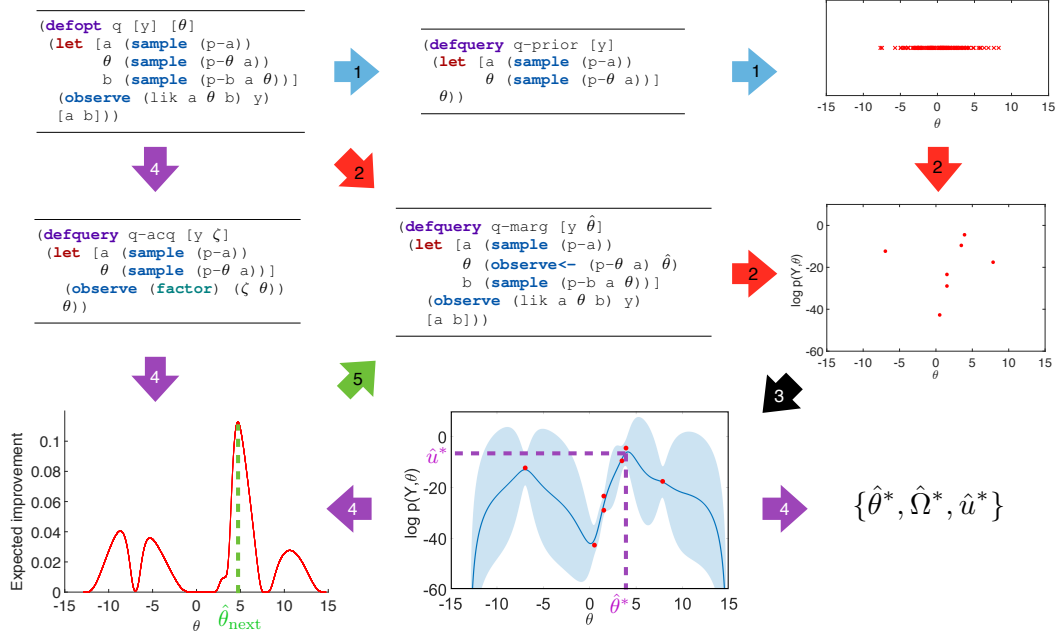 (defopt q [y] [θ]
(let [a (sample (p-a))
θ (sample (p-θ a))
b (sample (p-b a θ))]
(observe (lik a θ b) y)
[a b]))
1
(defquery q-prior [y]
(let [a (sample (p-a))
θ (sample (p-θ a))]
θ))
1
-15 -10 -5 0 5 10 15
θ
4
2
2
(defquery q-acq [y ζ]
(let [a (sample (p-a))
θ (sample (p-θ a))]
(observe (factor) (ζ θ))
θ))
(defquery q-marg [y θ̂]
(let [a (sample (p-a))
θ (observe<- (p-θ a) θ̂)
b (sample (p-b a θ))]
(observe (lik a θ b) y)
[a b]))
2
log p(Y,θ)
0
-20
-40
-60
-15 -10 -5 0 5 10 15
θ
4
5
3
Expected improvement
0.1
0.08
0.06
0.04
0.02
0
-15 -10 -5 0 5 10 15
θ
θ̂next
4
log p(Y,θ)
0
û*
-20
-40
-60
-15 -10 -5 0 5 10 15
θ̂*
θ
4
{θ̂*, Ω̂*, û*}